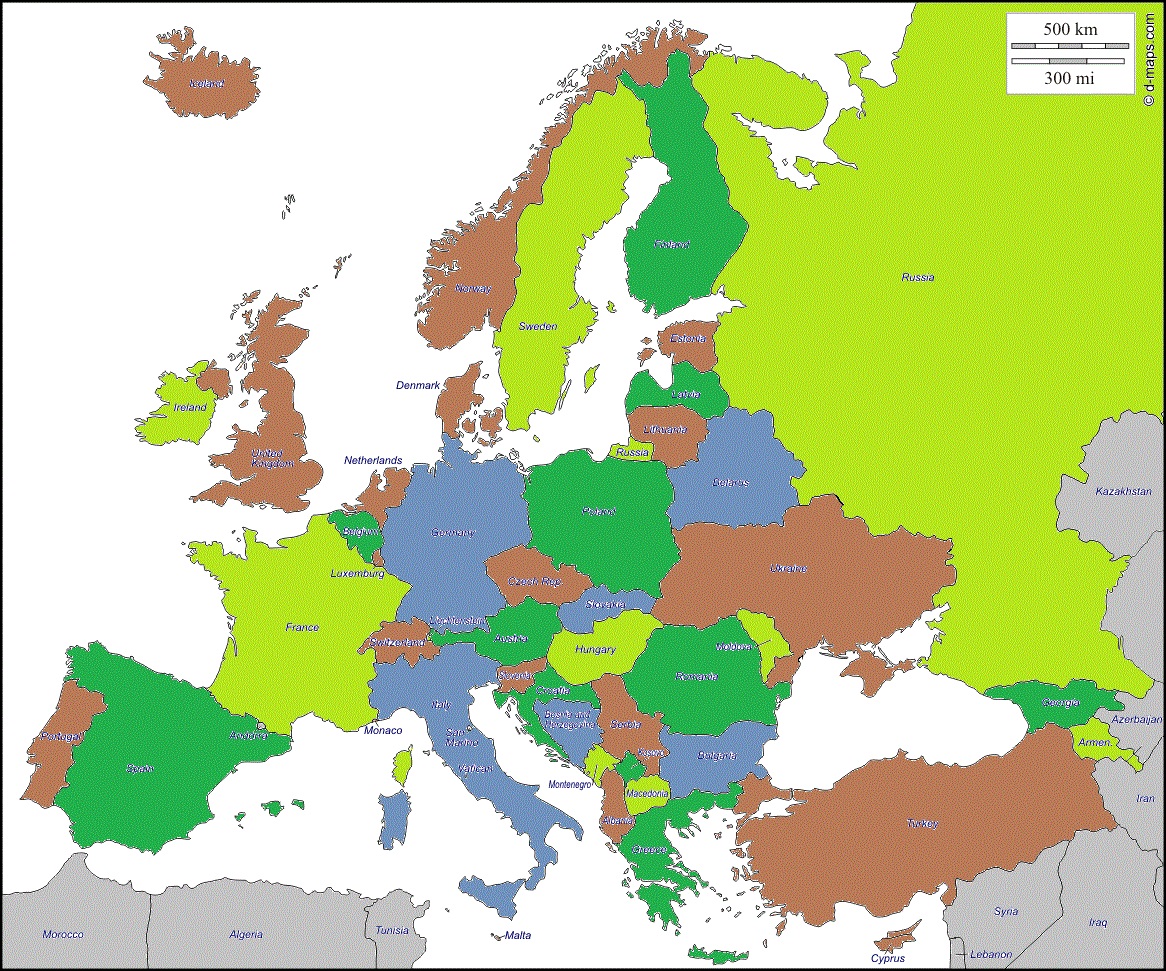 500 km
300 mi
© d-maps.com
Iceland
Norway
Finland
Russia
Sweden
Estonia
Denmark
Latvia
Ireland
Lithuania
United
Kingdom
Netherlands
Russia
Belarus
Kazakhstan
Poland
Belgium
Germany
Ukraine
Luxemburg
Czech Rep.
Slovakia
Liechtenstein
France
Austria
Switzerland
Hungary
Moldova
Slovenia
Romania
Croatia
Georgia
Italy
Bosnia and
Herzegovina
Azerbaijan
Serbia
Monaco
Portugal
Andorra
San
Marino
Armen.
Kosovo
Bulgaria
Spain
Vatican
Montenegro
Macedonia
Iran
Albania
Turkey
Greece
Syria
Iraq
Morocco
Algeria
Tunisia
Malta
Cyprus
Lebanon